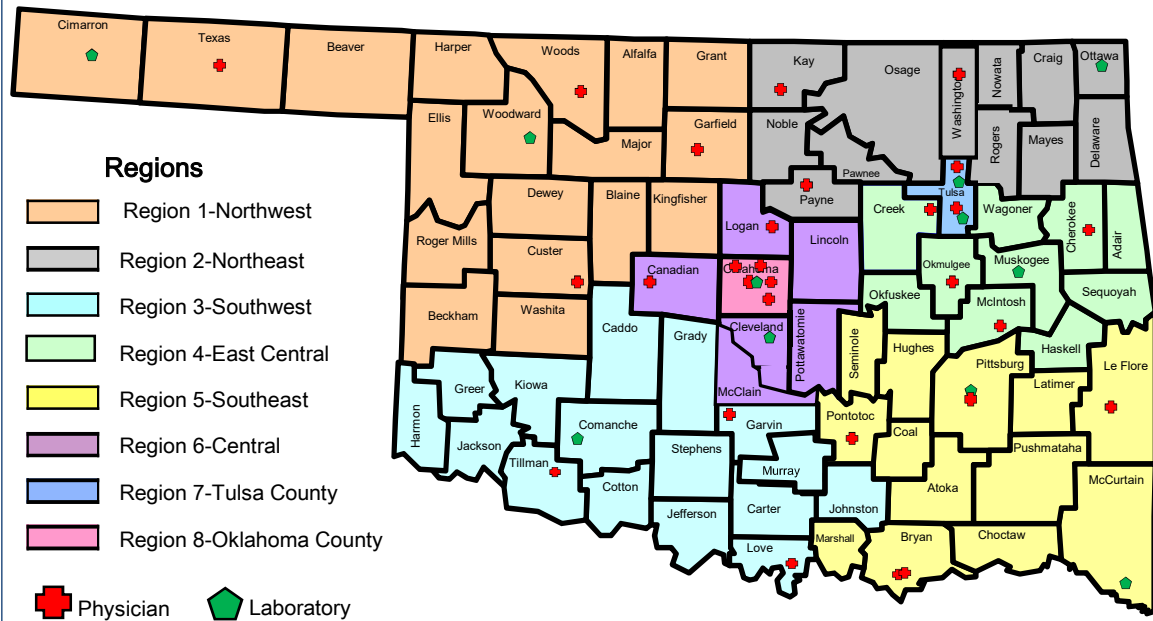 Cimarron
Texas
Beaver
Harper
Woods
Alfalfa
Grant
Kay
Osage
Washington
Nowata
Craig
Ottawa
Ellis
Woodward
Major
Garfield
Noble
Pawnee
Rogers
Mayes
Delaware
Regions
Region 1-Northwest
Region 2-Northeast
Region 3-Southwest
Region 4-East Central
Region 5-Southeast
Region 6-Central
Region 7-Tulsa County
Region 8-Oklahoma County
Physician
Laboratory
Dewey
Blaine
Kingfisher
Logan
Payne
Creek
Tulsa
Wagoner
Cherokee
Adair
Roger Mills
Custer
Canadian
Oklahoma
Lincoln
Okmulgee
Muskogee
Sequoyah
Beckham
Washita
Caddo
Grady
Cleveland
Pottawatomie
Seminole
Okfuskee
McIntosh
Hughes
Haskell
Pittsburg
Latimer
Le Flore
Harmon
Greer
Kiowa
McClain
Jackson
Comanche
Garvin
Pontotoc
Coal
Pushmataha
Tillman
Cotton
Stephens
Murray
Atoka
McCurtain
Jefferson
Carter
Johnston
Love
Marshall
Bryan
Choctaw